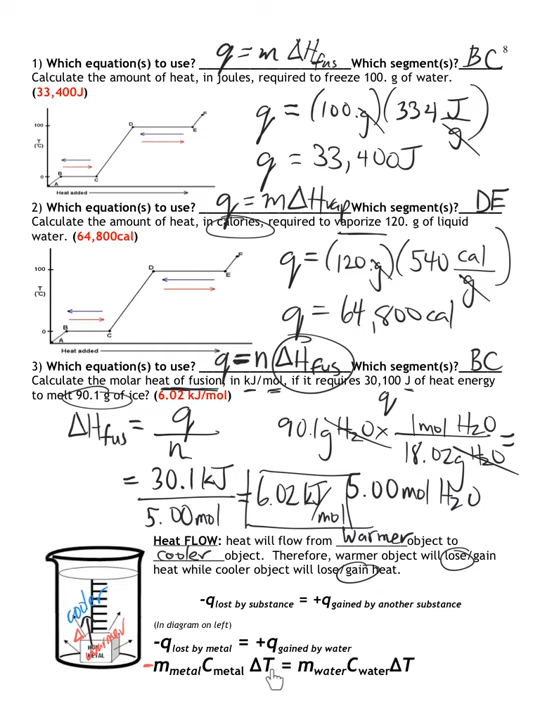 8
1) Which equation(s) to use? q = m ΔHfus Which segment(s)? BC
Calculate the amount of heat, in joules, required to freeze 100. g of water.
(33,400J)
q = (100.g)(334 J/g)
q = 33,400J
100
T
(°C)
0
A
B
C
D
E
F
Heat added
2) Which equation(s) to use? q = mΔHvap Which segment(s)? DE
Calculate the amount of heat, in calories, required to vaporize 120. g of liquid
water. (64,800cal)
q = (120.g)(540 cal/g)
q = 64,800cal
100
T
(°C)
0
A
B
C
D
E
F
Heat added
3) Which equation(s) to use? q = n ΔHfus Which segment(s)? BC
Calculate the molar heat of fusion, in kJ/mol, if it requires 30,100 J of heat energy
to melt 90.1 g of ice? (6.02 kJ/mol)
q
ΔHfus = q/n
90.1g H2O x 1mol H2O / 18.02g H2O =
= 30.1 kJ / 5.00mol = 6.02 kJ/mol
5.00mol H2O
Heat FLOW: heat will flow from warmer object to
cooler object. Therefore, warmer object will lose/gain
heat while cooler object will lose/gain heat.
-qlost by substance = +qgained by another substance
(In diagram on left)
-qlost by metal = +qgained by water
-mmetalCmetal ΔT = mwaterCwaterΔT
cooler
warmer
METAL